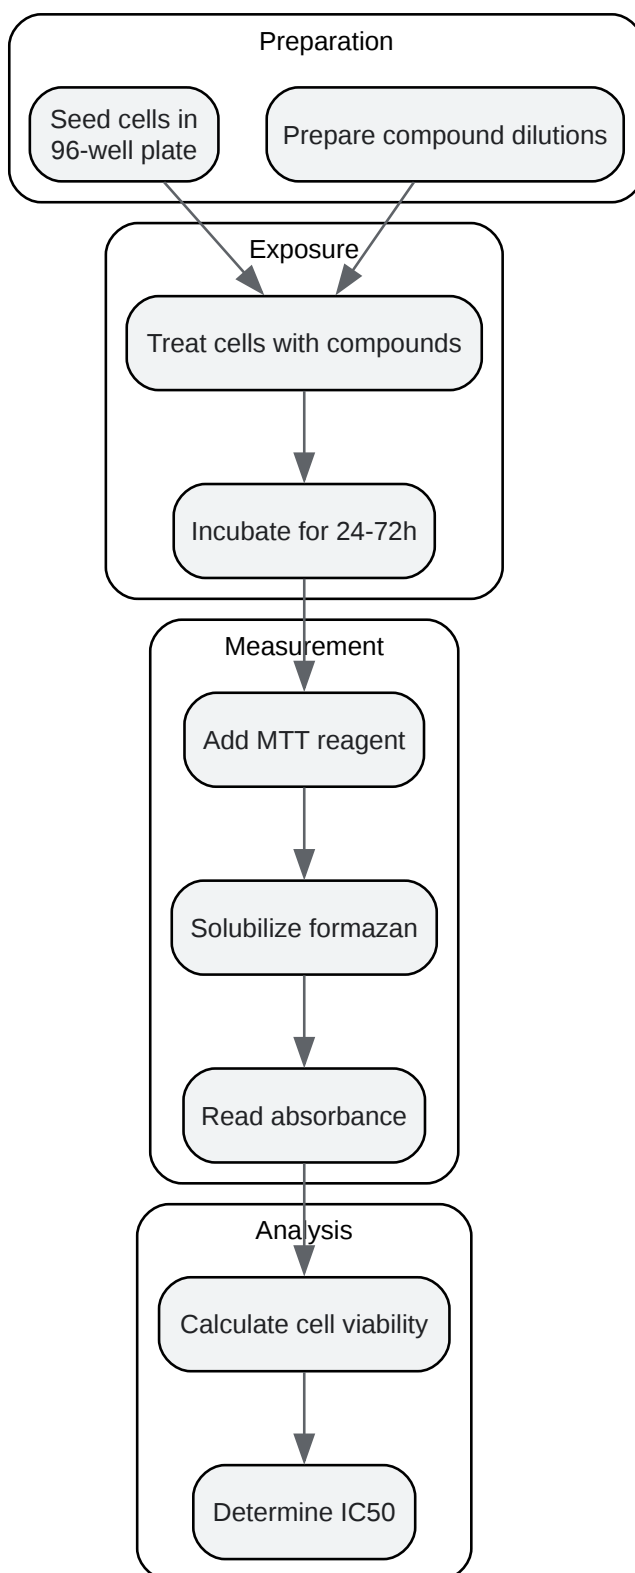 Preparation
Seed cells in
96-well plate
Prepare compound dilutions
Exposure
Treat cells with compounds
Incubate for 24-72h
Measurement
Add MTT reagent
Solubilize formazan
Read absorbance
Analysis
Calculate cell viability
Determine IC50